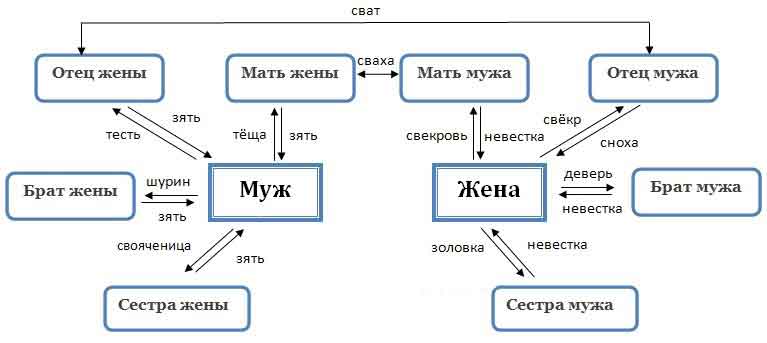 сват
Отец жены
Мать жены
сваха
Мать мужа
Отец мужа
тесть
зять
тёща
зять
свекровь
невестка
свёкр
сноха
Брат жены
шурин
зять
Муж
Жена
деверь
невестка
Брат мужа
свояченица
зять
золовка
невестка
Сестра жены
Сестра мужа